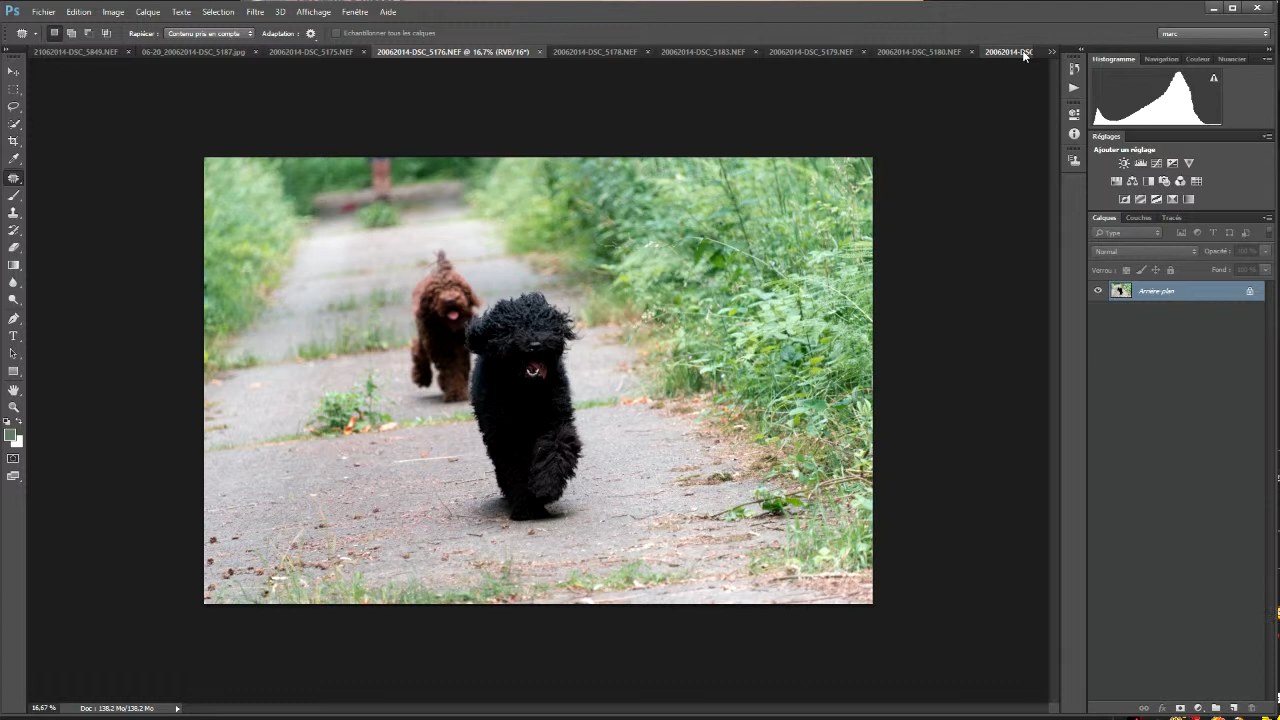 Ps Fichier Edition Image Calque Texte Selection Filtre 3D Affichage Fenêtre Aide
Rapiécer : Contenu pris en compte Adaptation : Echantillonner tous les calques marc
21062014-DSC_5849.NEF × 06-20_20062014-DSC_5187.jpg × 20062014-DSC_5175.NEF × 20062014-DSC_5176.NEF @ 16,7% (RVB/16*) × 20062014-DSC_5178.NEF × 20062014-DSC_5183.NEF × 20062014-DSC_5179.NEF × 20062014-DSC_5180.NEF × 20062014-DSC
Histogramme Navigation Couleur Nuancier
Réglages
Ajouter un réglage
Calques Couches Tracés
Type
Normal Opacité : 100 %
Verrou : Fond : 100 %
Arrière-plan
16,67 % Doc : 138,2 Mo/138,2 Mo